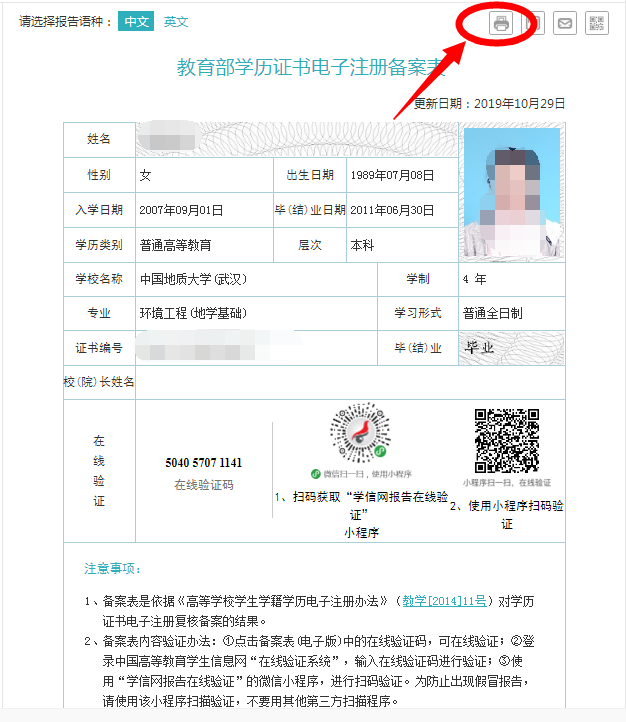 请选择报告语种： 中文 英文
教育部学历证书电子注册备案表
更新日期：2019年10月29日
姓名
性别 女 出生日期 1989年07月08日
入学日期 2007年09月01日 毕(结)业日期 2011年06月30日
学历类别 普通高等教育 层次 本科
学校名称 中国地质大学(武汉) 学制 4 年
专业 环境工程(地学基础) 学习形式 普通全日制
证书编号 毕(结)业 毕业
校(院)长姓名
在线验证
5040 5707 1141
在线验证码
微信扫一扫，使用小程序
1、扫码获取“学信网报告在线验
证”
小程序
小程序扫一扫，在线验证
2、使用小程序扫码验
证
注意事项：
1、备案表是依据《高等学校学生学籍学历电子注册办法》（教学[2014]11号）对学历
证书电子注册复核备案的结果。
2、备案表内容验证办法：①点击备案表(电子版)中的在线验证码，可在线验证；②登
录中国高等教育学生信息网“在线验证系统”，输入在线验证码进行验证；③使
用“学信网报告在线验证”的微信小程序，进行扫码验证。为防止出现假冒报告，
请使用该小程序扫描验证，不要用其他第三方扫描程序。